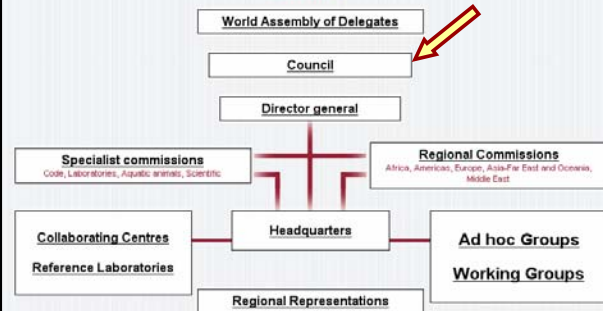 World Assembly of Delegates
Council
Director general
Specialist commissions
Code, Laboratories, Aquatic animals, Scientific
Regional Commissions
Africa, Americas, Europe, Asia-Far East and Oceania,
Middle East
Collaborating Centres
Reference Laboratories
Headquarters
Ad hoc Groups
Working Groups
Regional Representations